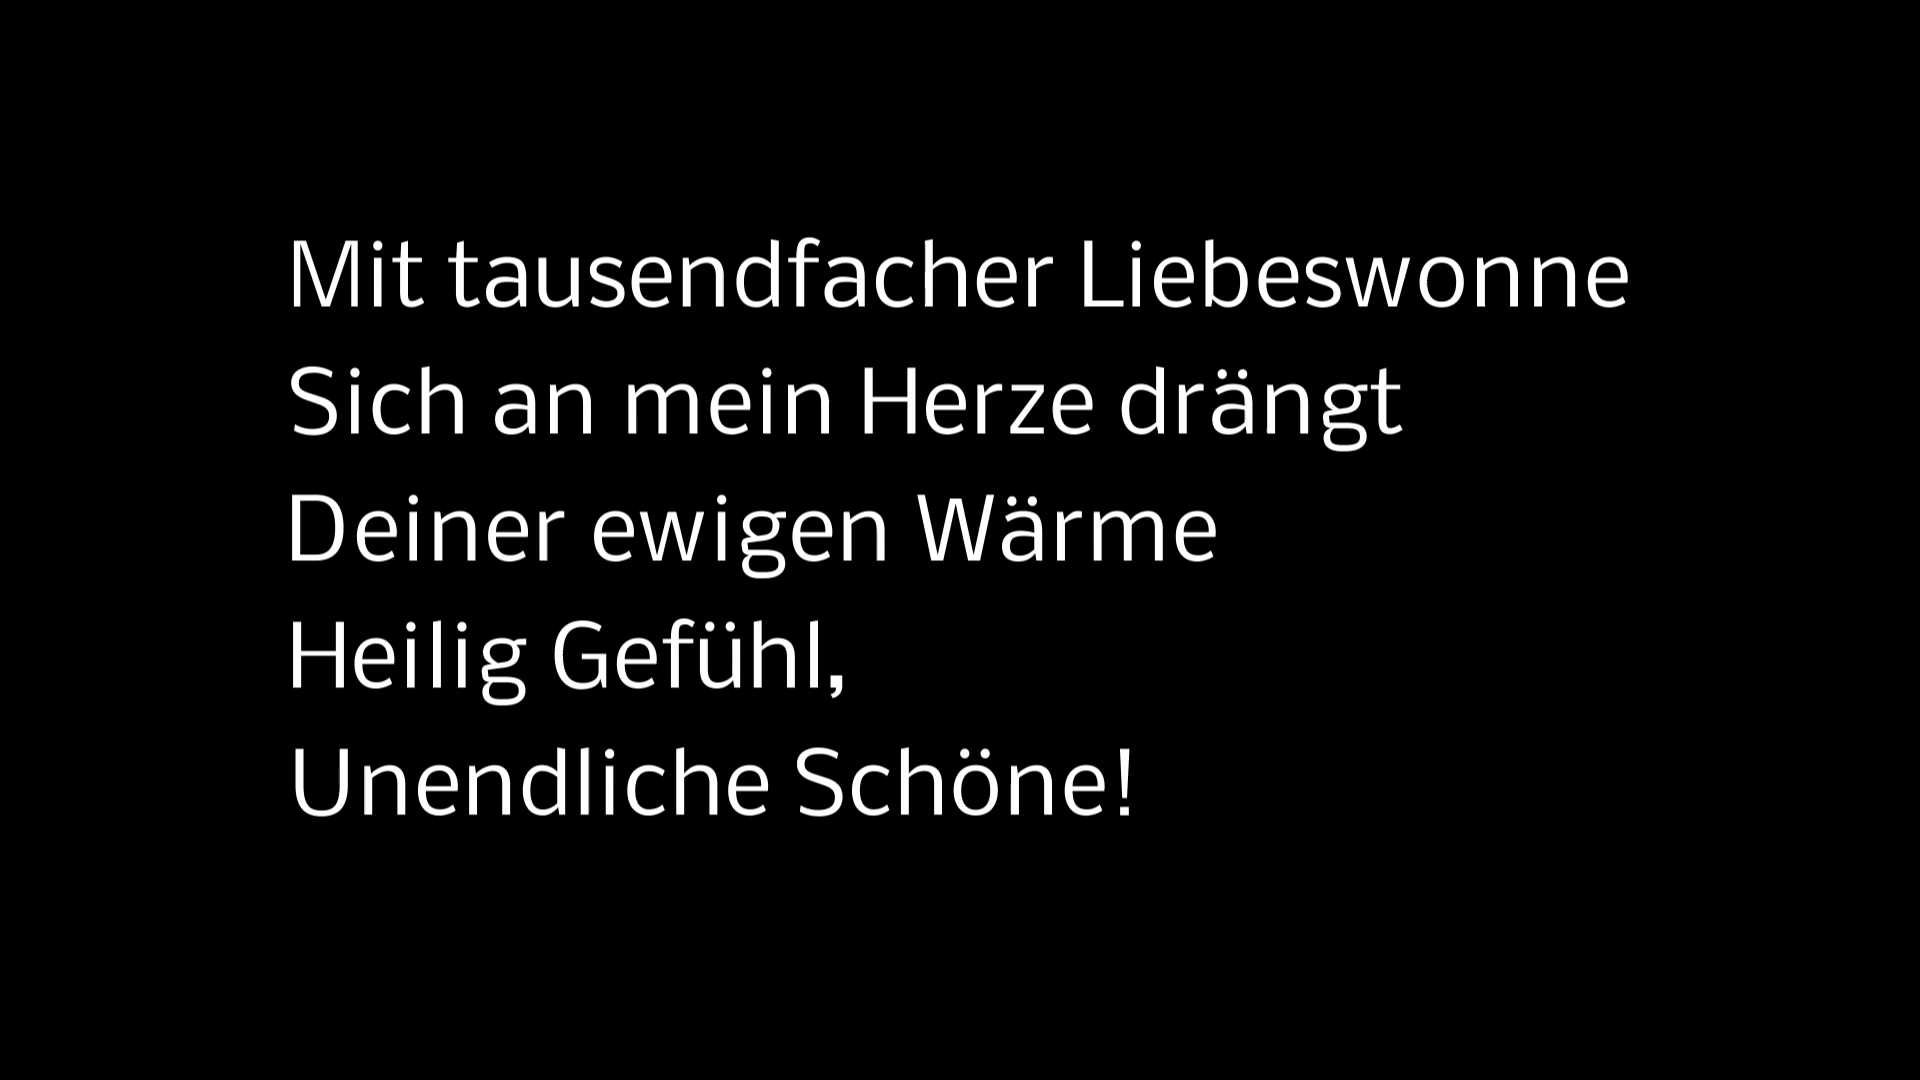 Mit tausendfacher Liebeswonne
Sich an mein Herze drängt
Deiner ewigen Wärme
Heilig Gefühl,
Unendliche Schöne!